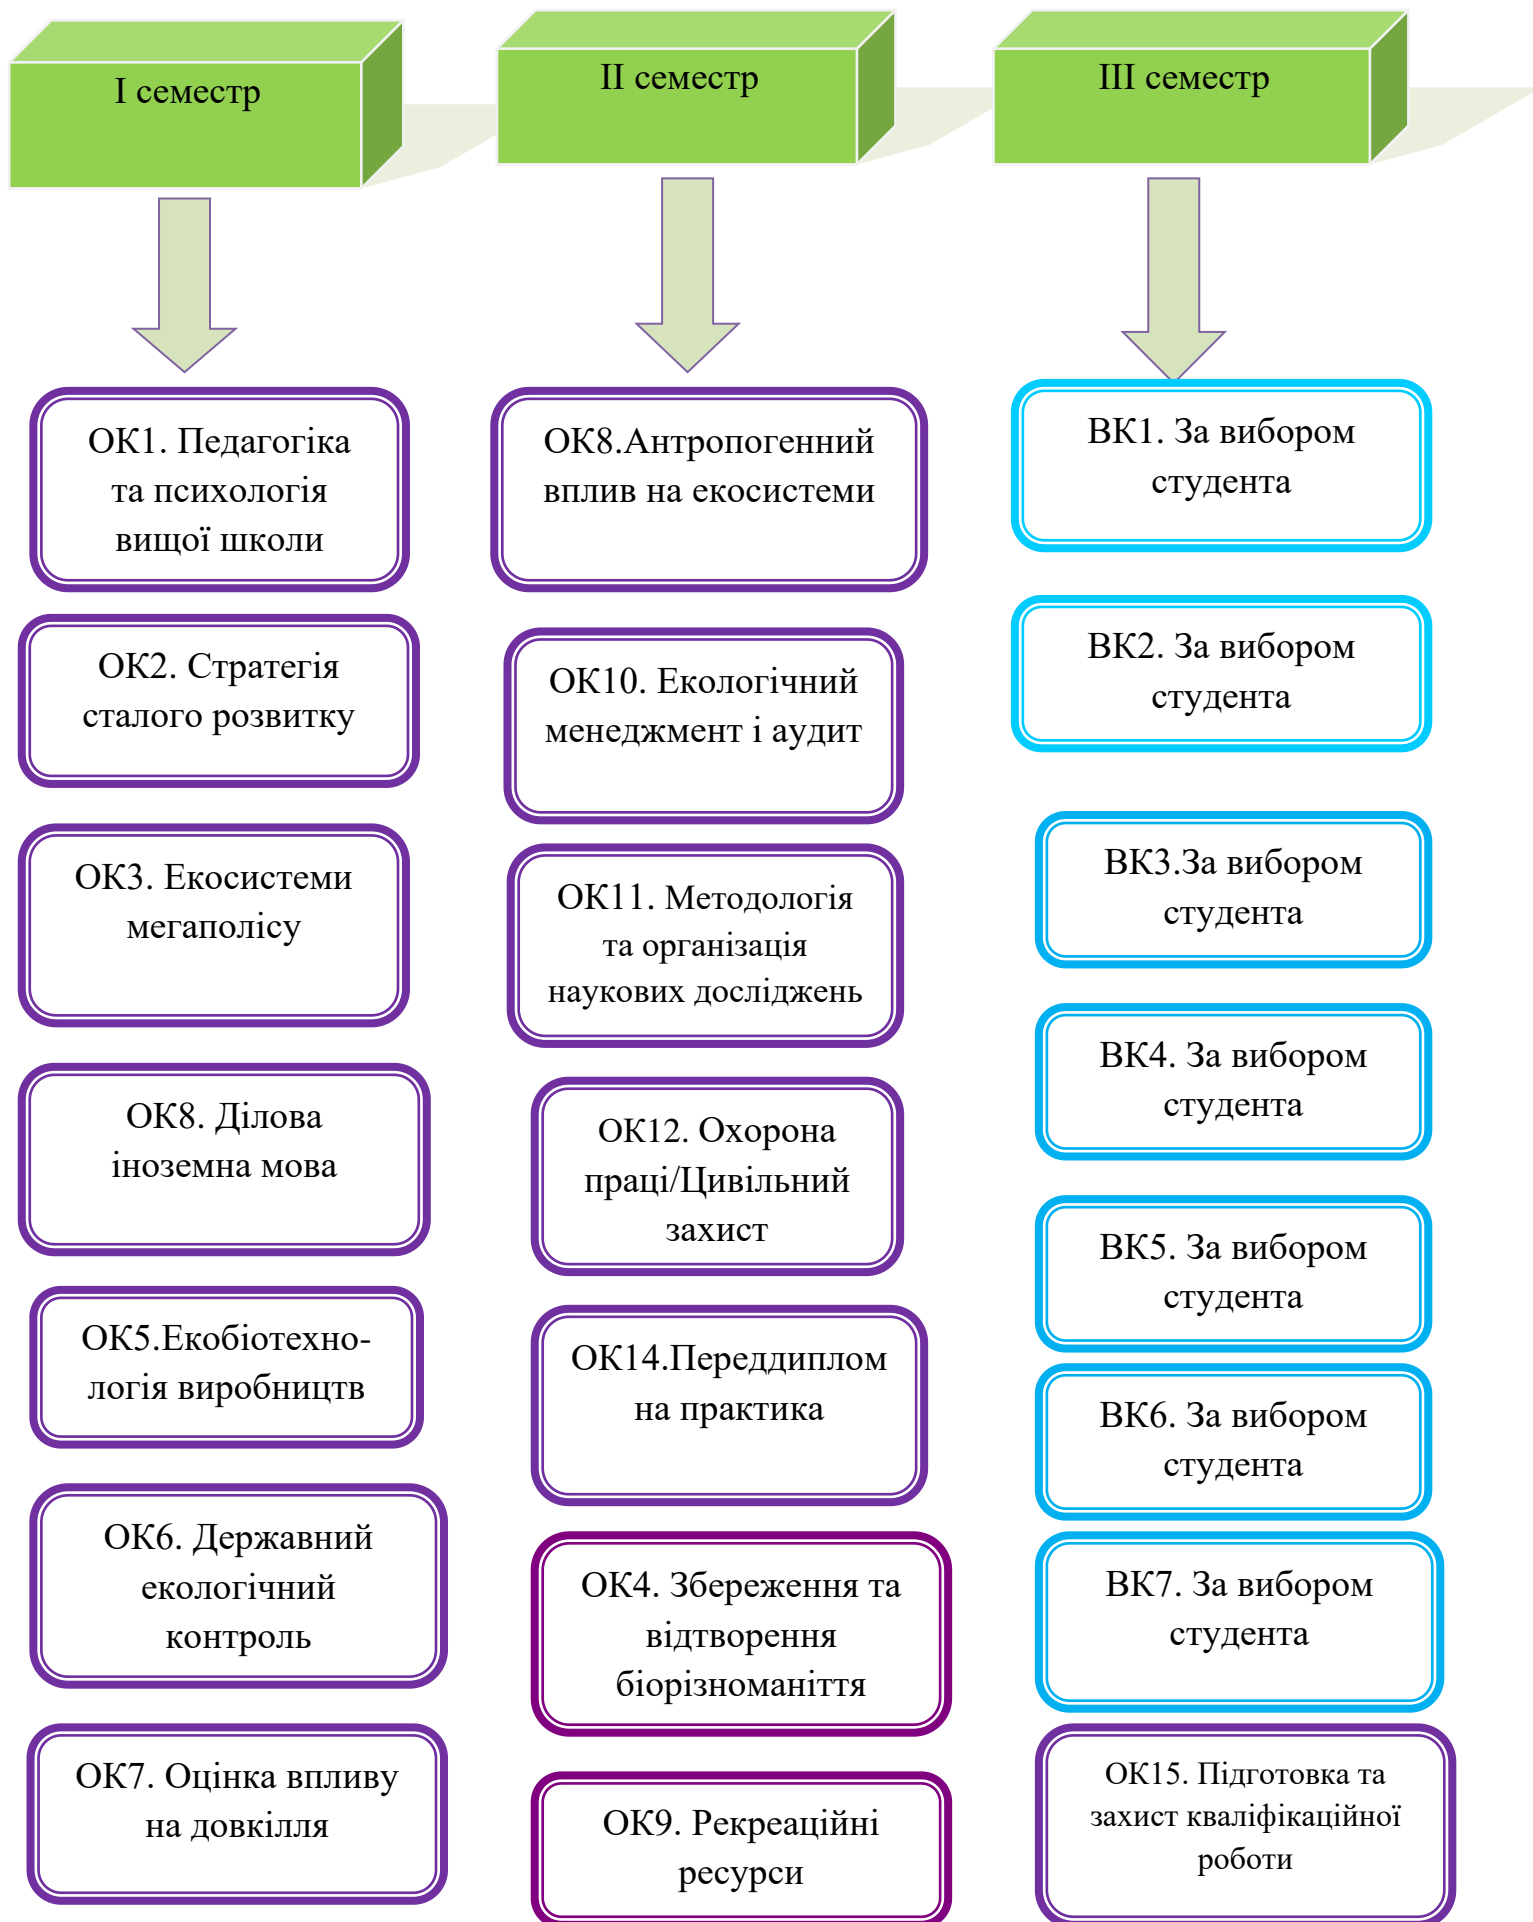 I семестр
ОК1. Педагогіка
та психологія
вищої школи
ОК2. Стратегія
сталого розвитку
ОК3. Екосистеми
мегаполісу
ОК8. Ділова
іноземна мова
ОК5.Екобіотехно-
логія виробництв
ОК6. Державний
екологічний
контроль
ОК7. Оцінка впливу
на довкілля
II семестр
ОК8.Антропогенний
вплив на екосистеми
ОК10. Екологічний
менеджмент і аудит
ОК11. Методологія
та організація
наукових досліджень
ОК12. Охорона
праці/Цивільний
захист
ОК14.Переддиплом
на практика
ОК4. Збереження та
відтворення
біорізноманіття
ОК9. Рекреаційні
ресурси
III семестр
ВК1. За вибором
студента
ВК2. За вибором
студента
ВК3.За вибором
студента
ВК4. За вибором
студента
ВК5. За вибором
студента
ВК6. За вибором
студента
ВК7. За вибором
студента
ОК15. Підготовка та
захист кваліфікаційної
роботи